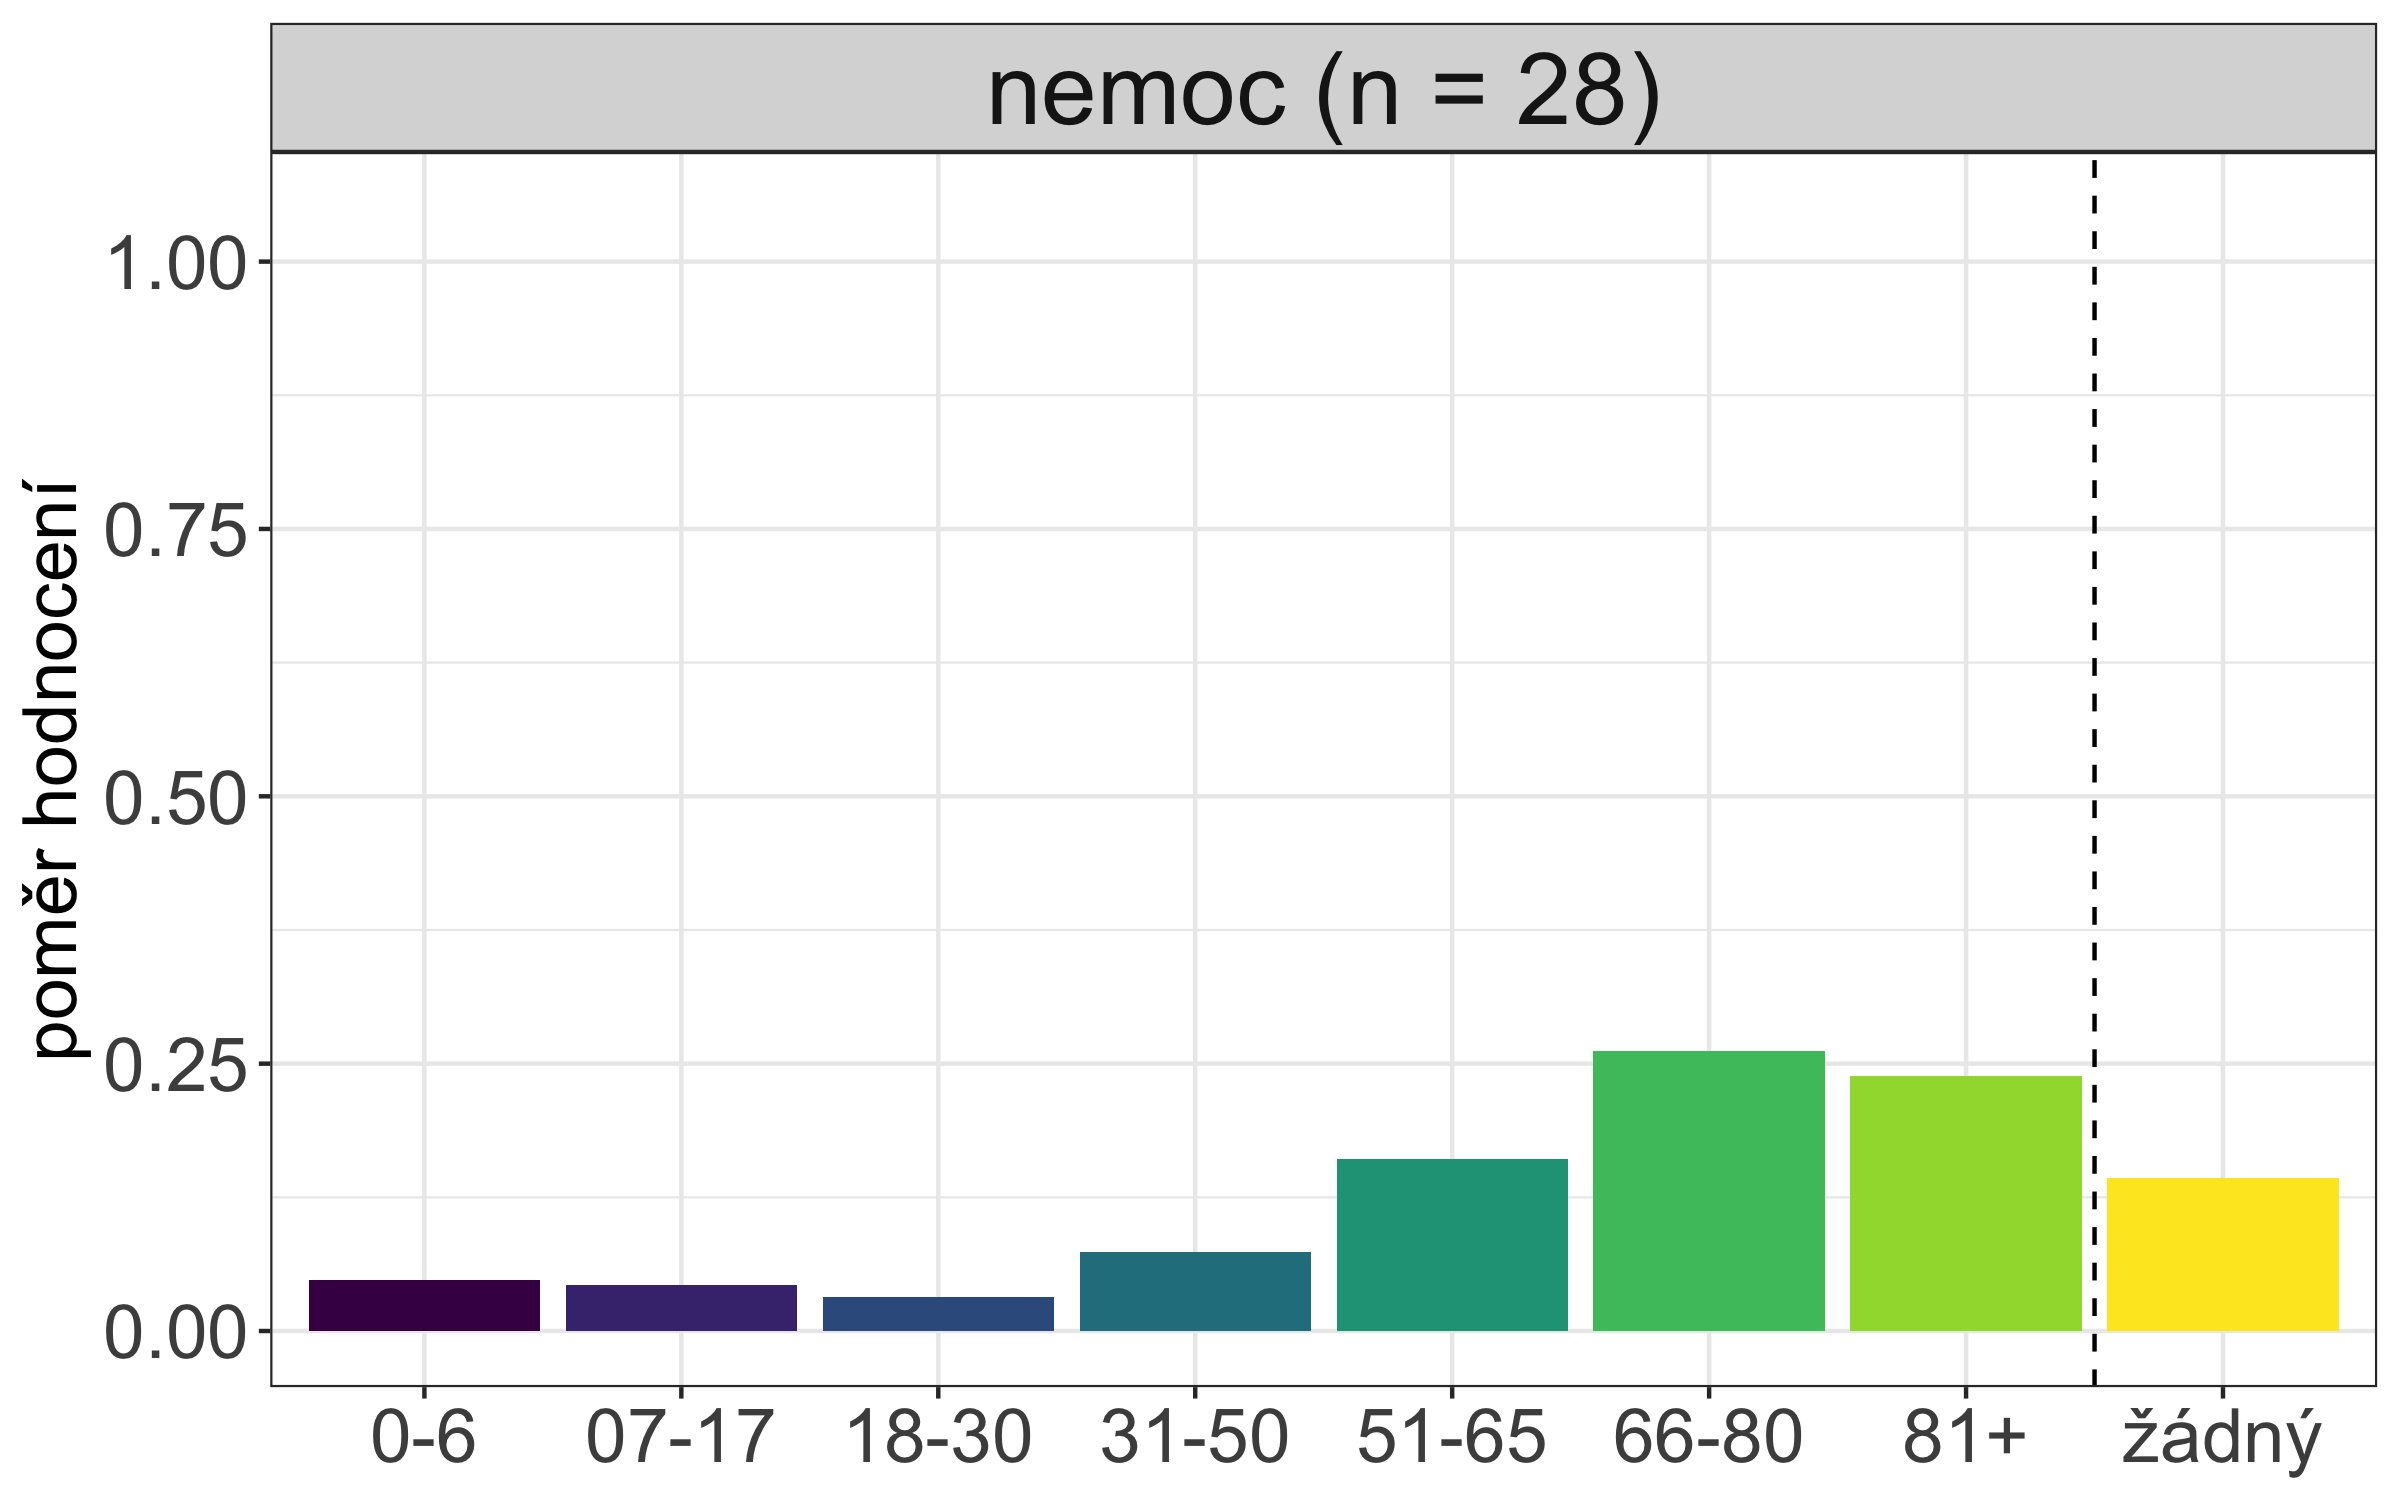 nemoc (n = 28)
poměr hodnocení
1.00
0.75
0.50
0.25
0.00
0-6 07-17 18-30 31-50 51-65 66-80 81+ žádný